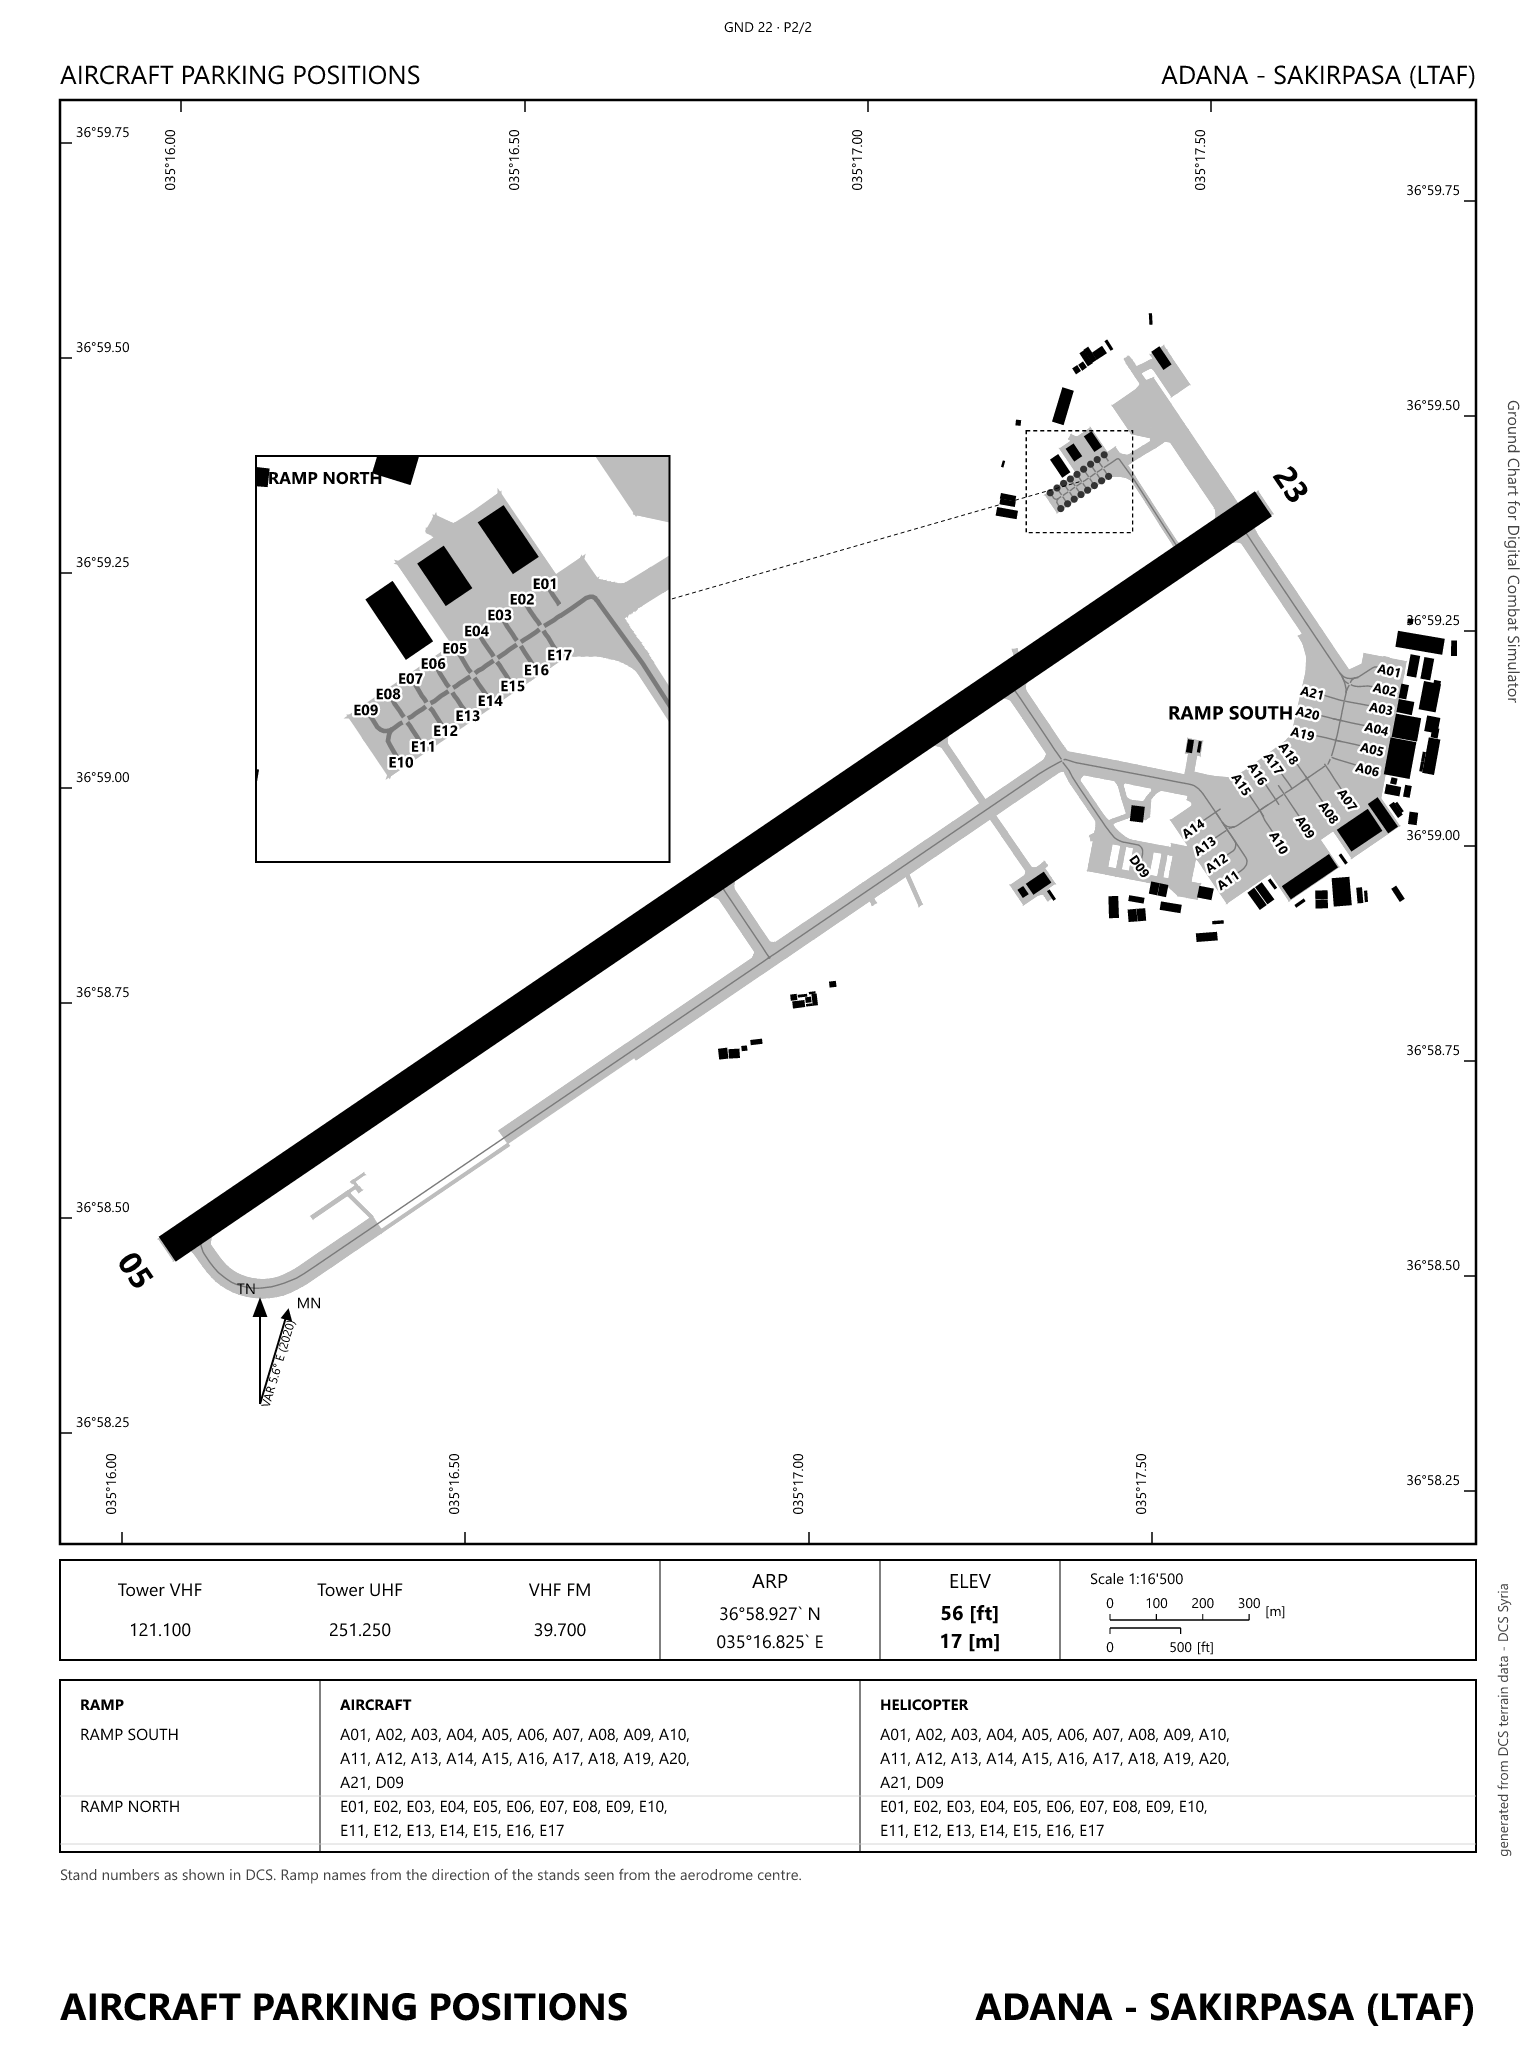 GND 22 · P2/2
AIRCRAFT PARKING POSITIONS
ADANA - SAKIRPASA (LTAF)
035°16.00
035°16.50
035°17.00
035°17.50
36°59.75
36°59.75
36°59.50
36°59.50
36°59.25
36°59.25
36°59.00
36°59.00
36°58.75
36°58.75
36°58.50
36°58.50
36°58.25
36°58.25
035°16.00
035°16.50
035°17.00
035°17.50
RAMP NORTH
E01
E02
E03
E04
E05
E06
E07
E08
E09
E10
E11
E12
E13
E14
E15
E16
E17
23
05
RAMP SOUTH
A01
A02
A03
A04
A05
A06
A07
A08
A09
A10
A11
A12
A13
A14
A15
A16
A17
A18
A19
A20
A21
D09
TN
MN
VAR 5.6° E (2020)
Ground Chart for Digital Combat Simulator
Tower VHF
121.100
Tower UHF
251.250
VHF FM
39.700
ARP
36°58.927` N
035°16.825` E
ELEV
56 [ft]
17 [m]
Scale 1:16'500
0 100 200 300 [m]
0 500 [ft]
generated from DCS terrain data - DCS Syria
RAMP AIRCRAFT HELICOPTER
RAMP SOUTH
A01, A02, A03, A04, A05, A06, A07, A08, A09, A10,
A11, A12, A13, A14, A15, A16, A17, A18, A19, A20,
A21, D09
A01, A02, A03, A04, A05, A06, A07, A08, A09, A10,
A11, A12, A13, A14, A15, A16, A17, A18, A19, A20,
A21, D09
RAMP NORTH
E01, E02, E03, E04, E05, E06, E07, E08, E09, E10,
E11, E12, E13, E14, E15, E16, E17
E01, E02, E03, E04, E05, E06, E07, E08, E09, E10,
E11, E12, E13, E14, E15, E16, E17
Stand numbers as shown in DCS. Ramp names from the direction of the stands seen from the aerodrome centre.
AIRCRAFT PARKING POSITIONS
ADANA - SAKIRPASA (LTAF)